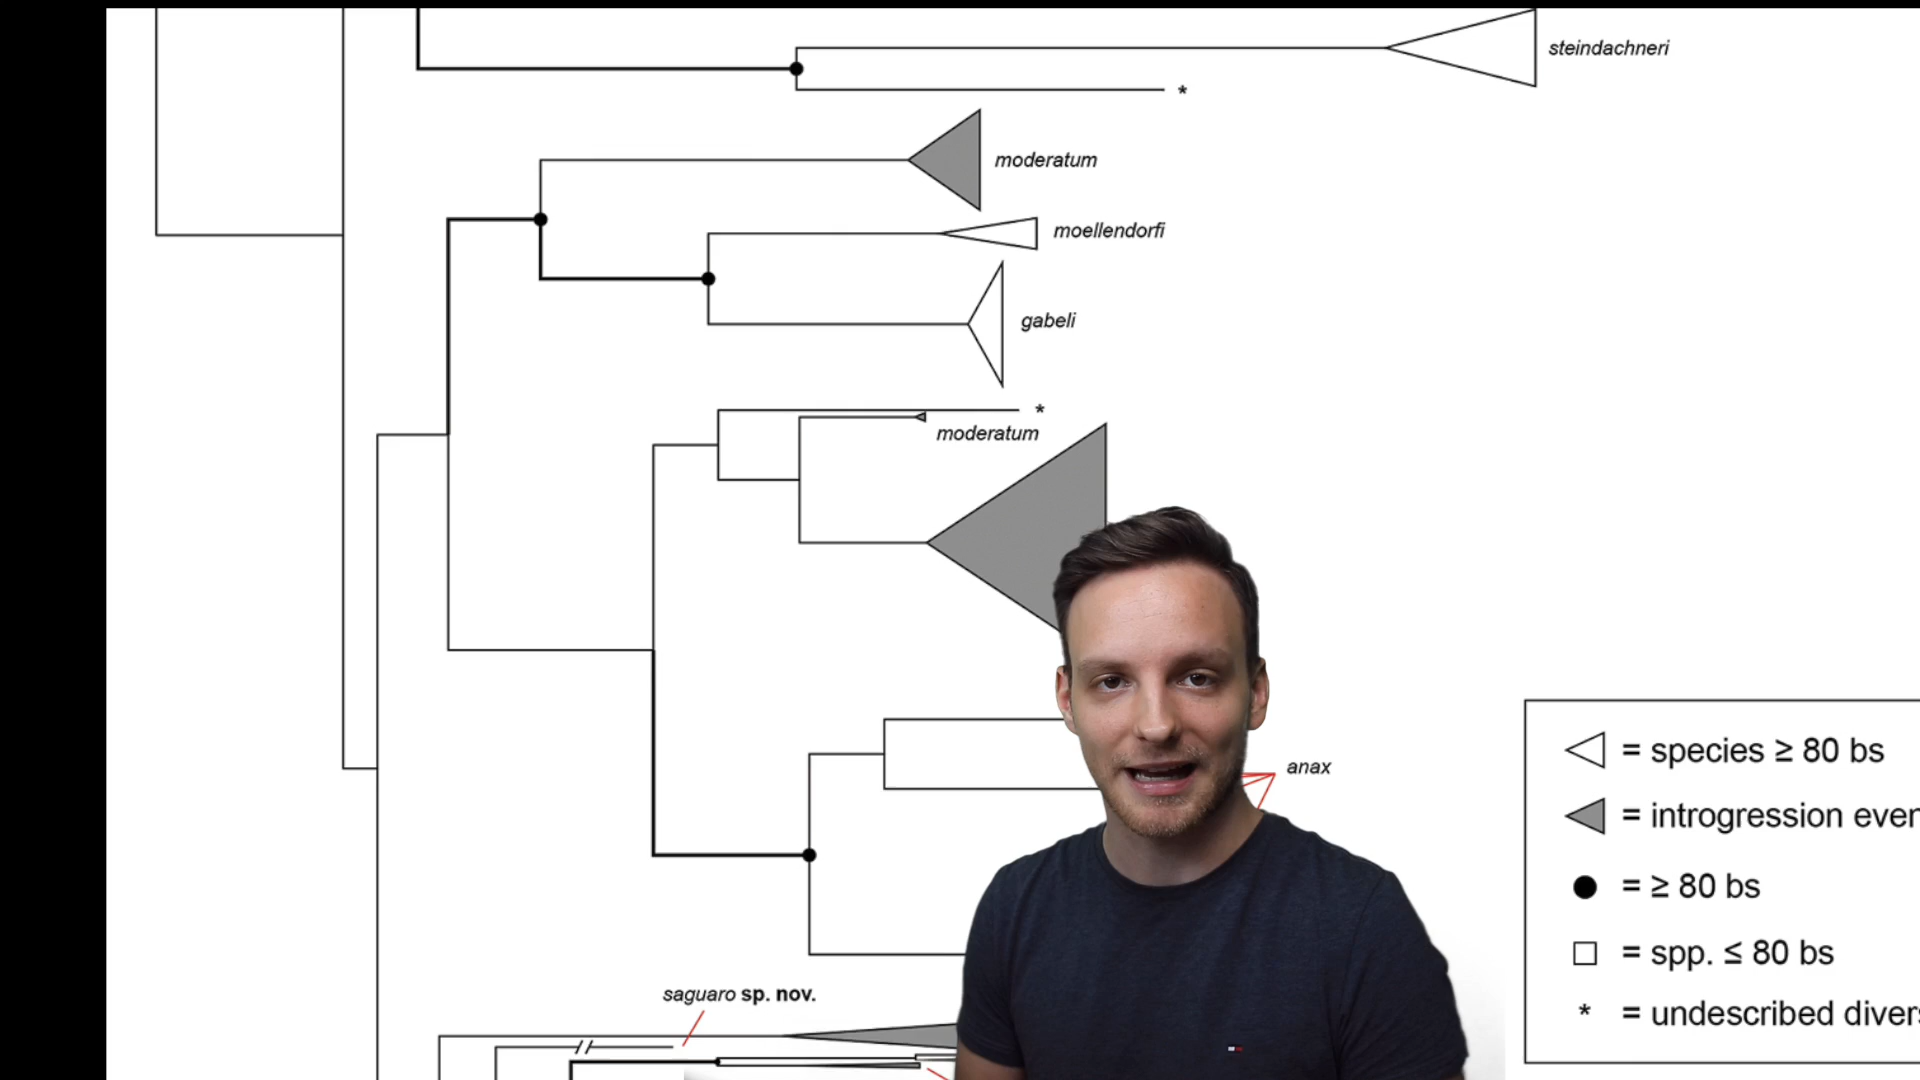 steindachneri
*
moderatum
moellendorfi
gabeli
*
moderatum
anax
saguaro sp. nov.
= species ≥ 80 bs
= introgression even
= ≥ 80 bs
= spp. ≤ 80 bs
* = undescribed divers